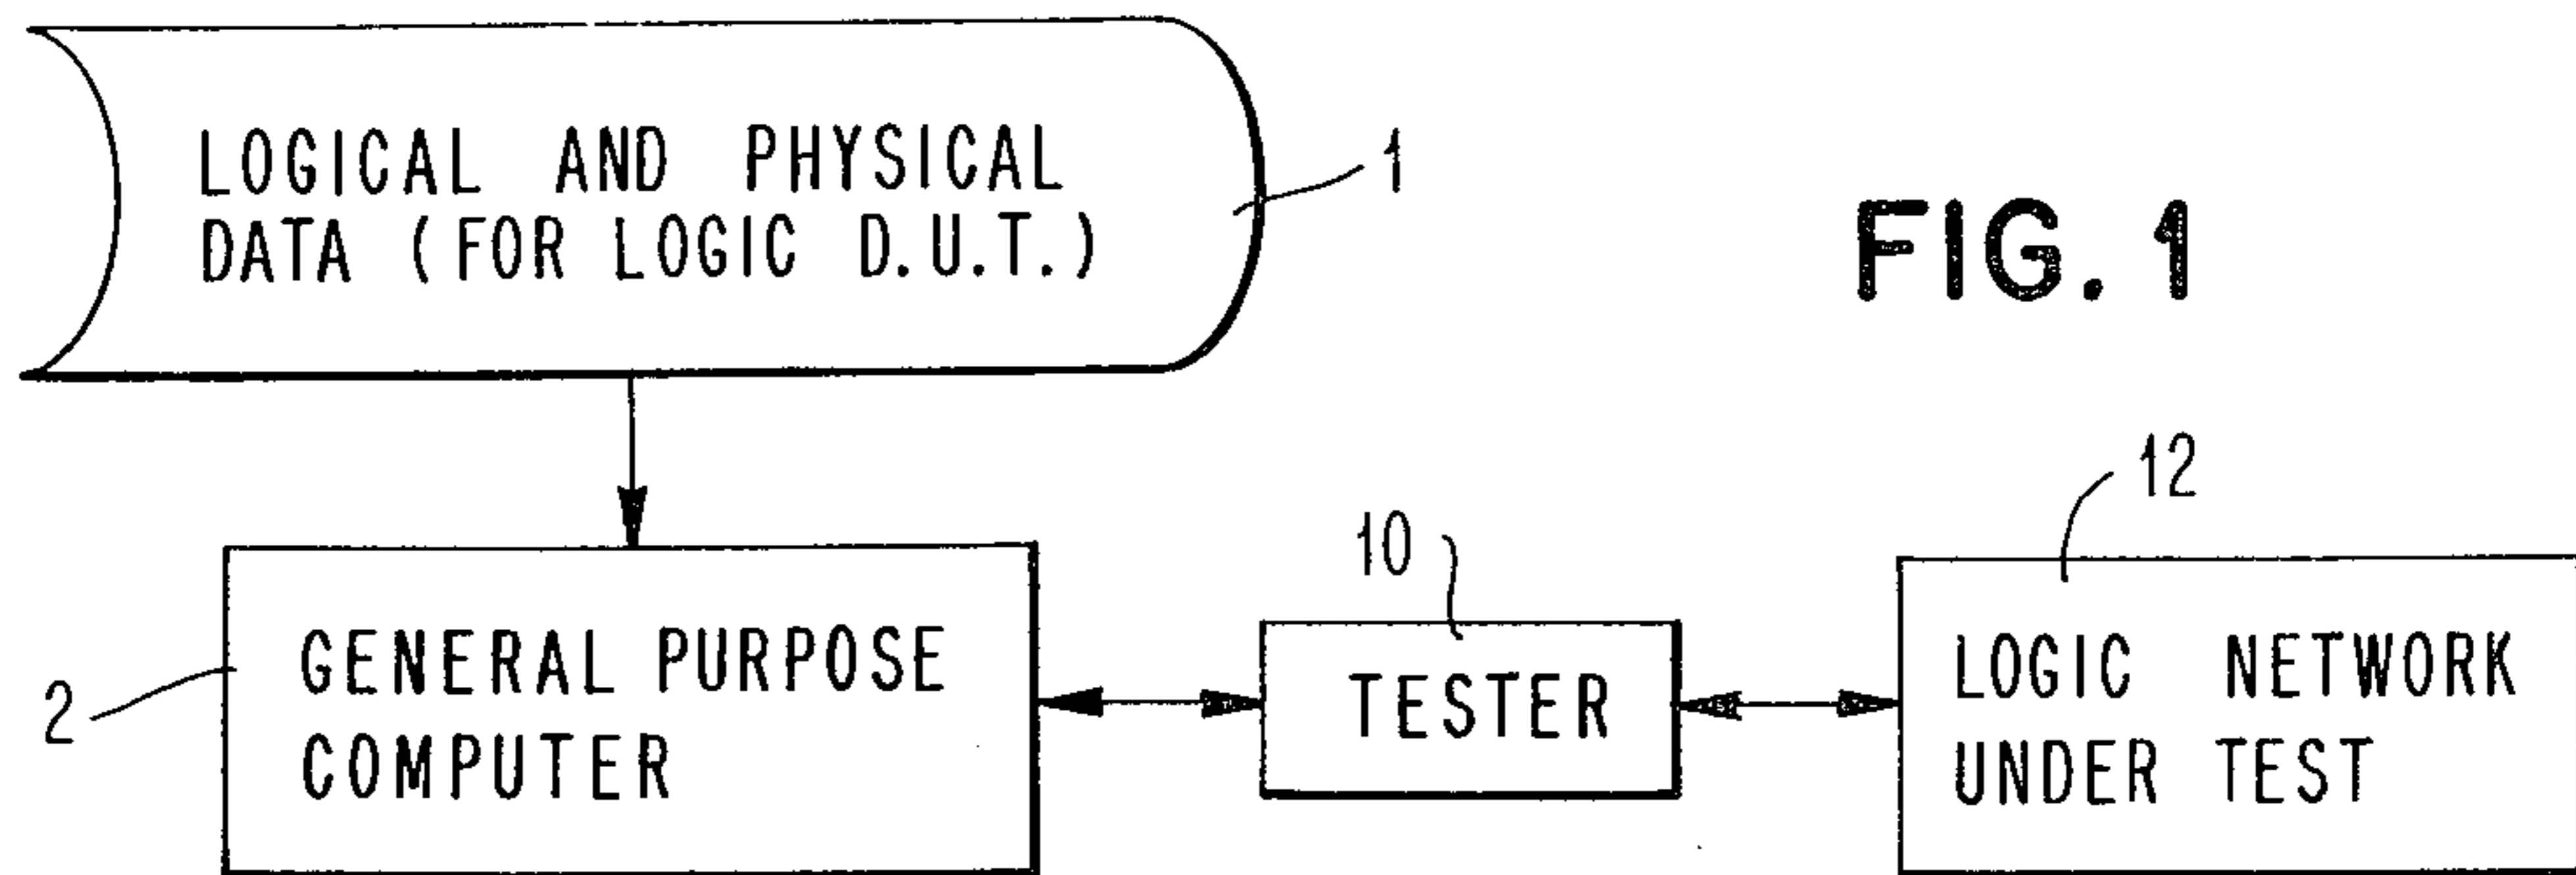 LOGICAL AND PHYSICAL
DATA (FOR LOGIC D.U.T.)
1
FIG. 1
12
10
GENERAL PURPOSE
COMPUTER
2
TESTER
LOGIC NETWORK
UNDER TEST